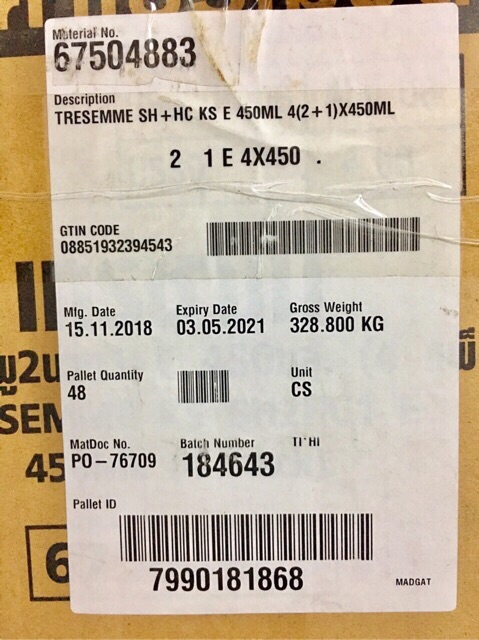 Material No.
67504883
Description
TRESEMME SH+HC KS E 450ML 4(2+1)X450ML
2 1 E 4X450 .
GTIN CODE
08851932394543
Mfg. Date Expiry Date Gross Weight
15.11.2018 03.05.2021 328.800 KG
Pallet Quantity Unit
48 CS
MatDoc No. Batch Number TI*HI
PO-76709 184643
Pallet ID
7990181868
MADGAT
45
6